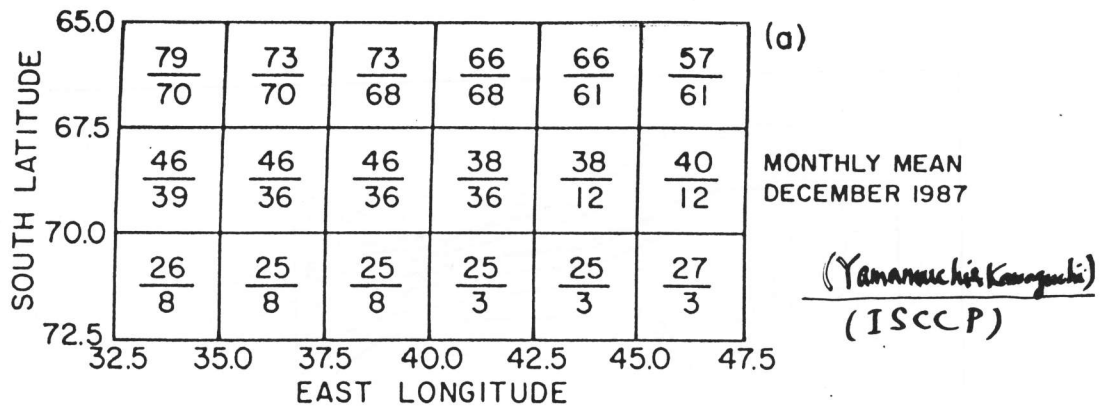 65.0
(a)
79 73 73 66 66 57
70 70 68 68 61 61
67.5
46 46 46 38 38 40
39 36 36 36 12 12
MONTHLY MEAN
DECEMBER 1987
70.0
26 25 25 25 25 27
8 8 8 3 3 3
(Yamanuchi & Kawaguchi)
(ISCCP)
72.5
32.5 35.0 37.5 40.0 42.5 45.0 47.5
EAST LONGITUDE
SOUTH LATITUDE